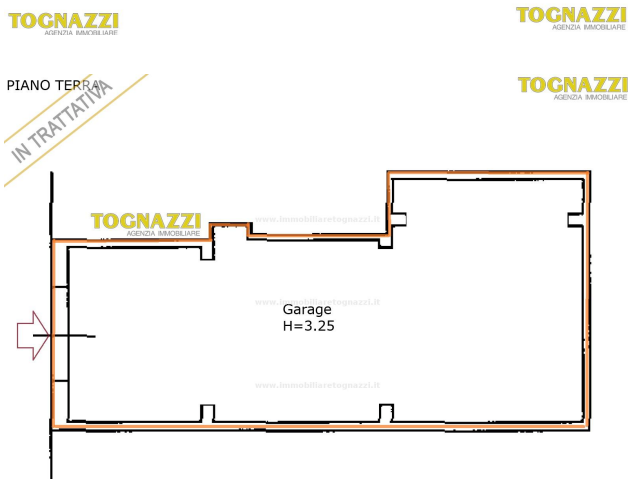 TOGNAZZI
AGENZIA IMMOBILIARE
TOGNAZZI
AGENZIA IMMOBILIARE
PIANO TERRA
IN TRATTATIVA
TOGNAZZI
AGENZIA IMMOBILIARE
TOGNAZZI
AGENZIA IMMOBILIARE
www.immobiliaretognazzi.it
www.immobiliaretognazzi.it
Garage
H=3.25
www.immobiliaretognazzi.it